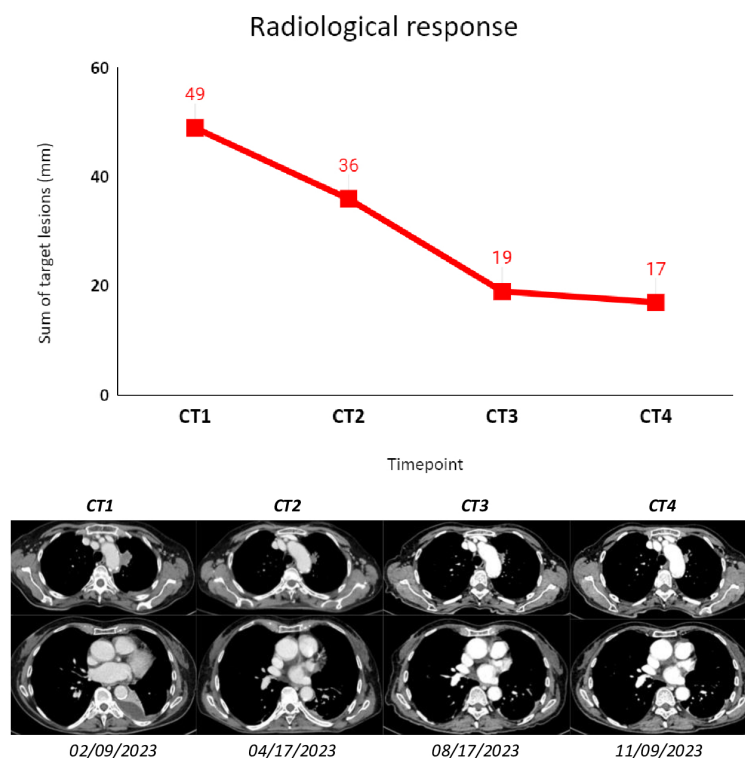 Radiological response
60
49
40
36
20
19
17
0
Sum of target lesions (mm)
CT1 CT2 CT3 CT4
Timepoint
CT1 CT2 CT3 CT4
02/09/2023 04/17/2023 08/17/2023 11/09/2023